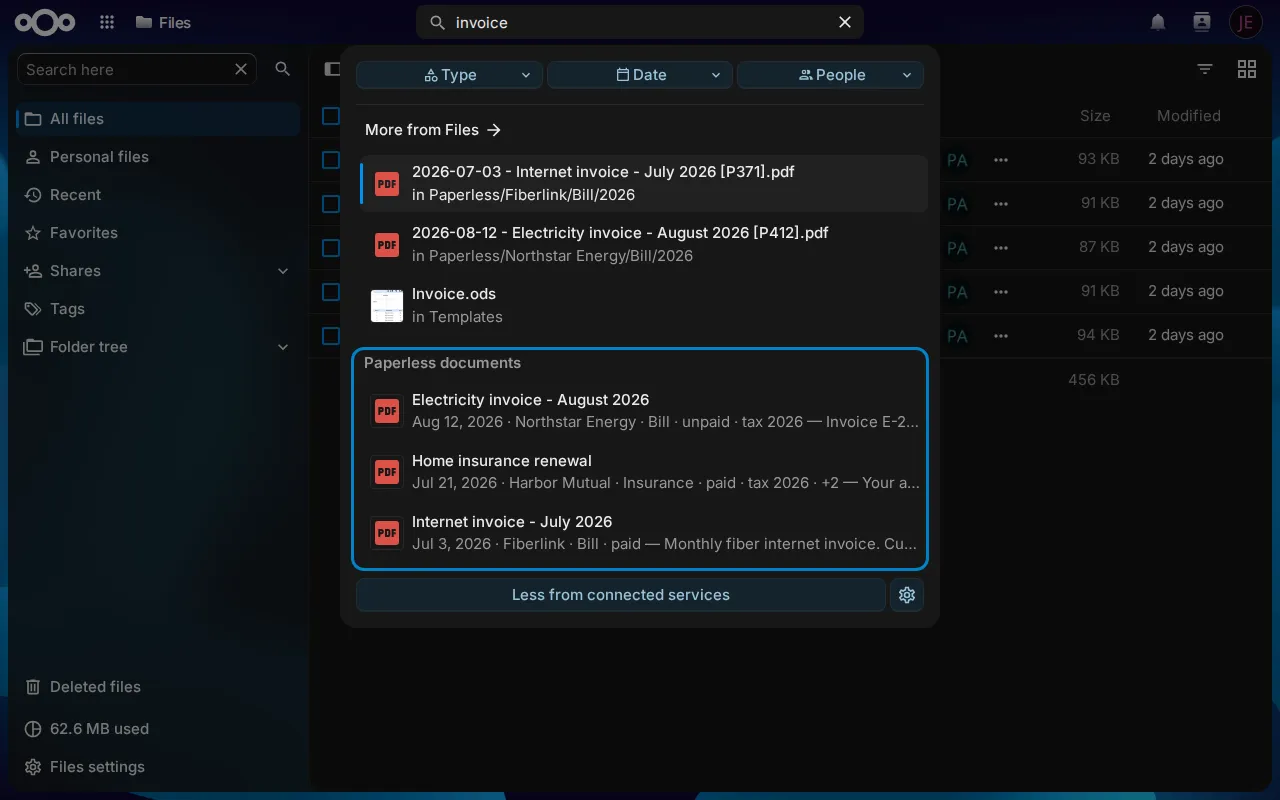 Files
invoice
JE
Search here
Type
Date
People
All files
Personal files
Recent
Favorites
Shares
Tags
Folder tree
Deleted files
62.6 MB used
Files settings
More from Files
PDF
2026-07-03 - Internet invoice - July 2026 [P371].pdf
in Paperless/Fiberlink/Bill/2026
PDF
2026-08-12 - Electricity invoice - August 2026 [P412].pdf
in Paperless/Northstar Energy/Bill/2026
Invoice.ods
in Templates
Paperless documents
PDF
Electricity invoice - August 2026
Aug 12, 2026 · Northstar Energy · Bill · unpaid · tax 2026 — Invoice E-2...
PDF
Home insurance renewal
Jul 21, 2026 · Harbor Mutual · Insurance · paid · tax 2026 · +2 — Your a...
PDF
Internet invoice - July 2026
Jul 3, 2026 · Fiberlink · Bill · paid — Monthly fiber internet invoice. Cu...
Less from connected services
Size Modified
PA 93 KB 2 days ago
PA 91 KB 2 days ago
PA 87 KB 2 days ago
PA 91 KB 2 days ago
PA 94 KB 2 days ago
456 KB